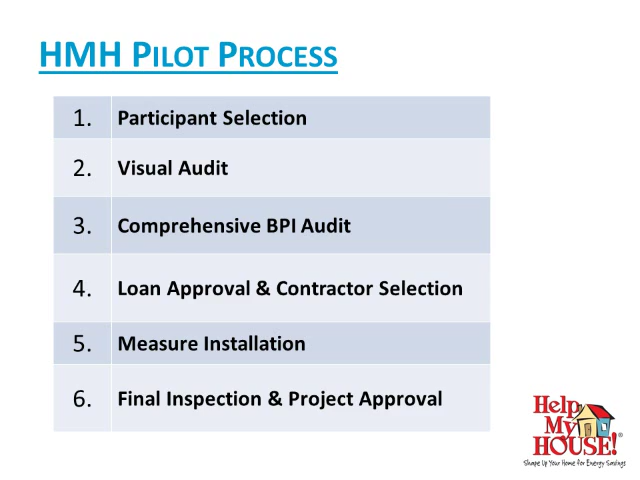 HMH PILOT PROCESS
1. Participant Selection
2. Visual Audit
3. Comprehensive BPI Audit
4. Loan Approval & Contractor Selection
5. Measure Installation
6. Final Inspection & Project Approval
Help
My
HOUSE!®
Shape Up Your Home for Energy Savings